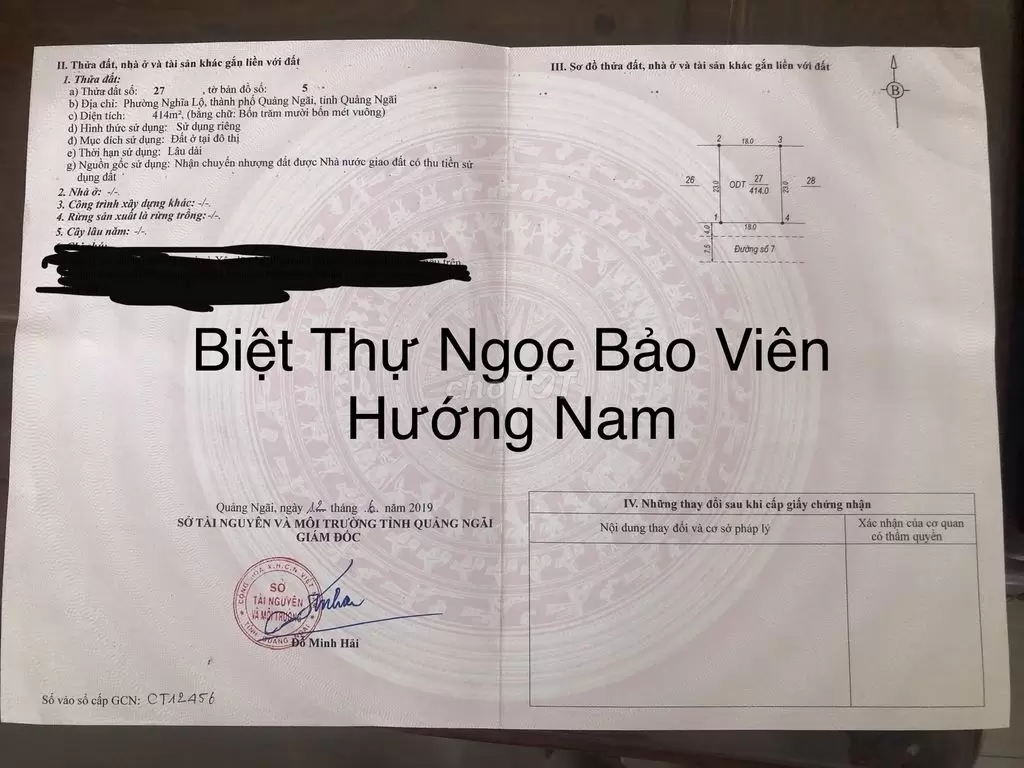 II. Thửa đất, nhà ở và tài sản khác gắn liền với đất
1. Thửa đất:
a) Thửa đất số: 27 , tờ bản đồ số: 5
b) Địa chỉ: Phường Nghĩa Lộ, thành phố Quảng Ngãi, tỉnh Quảng Ngãi
c) Diện tích: 414m², (bằng chữ: Bốn trăm mười bốn mét vuông)
d) Hình thức sử dụng: Sử dụng riêng
đ) Mục đích sử dụng: Đất ở tại đô thị
e) Thời hạn sử dụng: Lâu dài
g) Nguồn gốc sử dụng: Nhận chuyển nhượng đất được Nhà nước giao đất có thu tiền sử
dụng đất
2. Nhà ở: -/-.
3. Công trình xây dựng khác: -/-.
4. Rừng sản xuất là rừng trồng: -/-.
5. Cây lâu năm: -/-.
III. Sơ đồ thửa đất, nhà ở và tài sản khác gắn liền với đất
B
2 18.0 3
26 23.0 ODT 27 23.0 28
414.0
1 18.0 4
4.0
7.5 Đường số 7
Biệt Thự Ngọc Bảo Viên
Hướng Nam
chợTỐT
Quảng Ngãi, ngày 12 tháng 6 năm 2019
SỞ TÀI NGUYÊN VÀ MÔI TRƯỜNG TỈNH QUẢNG NGÃI
GIÁM ĐỐC
CỘNG HÒA X.H.C.N VIỆT
SỞ
TÀI NGUYÊN
VÀ MÔI TRƯỜNG
TỈNH QUẢNG NGÃI
Đỗ Minh Hải
Số vào sổ cấp GCN: CT12456
IV. Những thay đổi sau khi cấp giấy chứng nhận
Nội dung thay đổi và cơ sở pháp lý
Xác nhận của cơ quan
có thẩm quyền